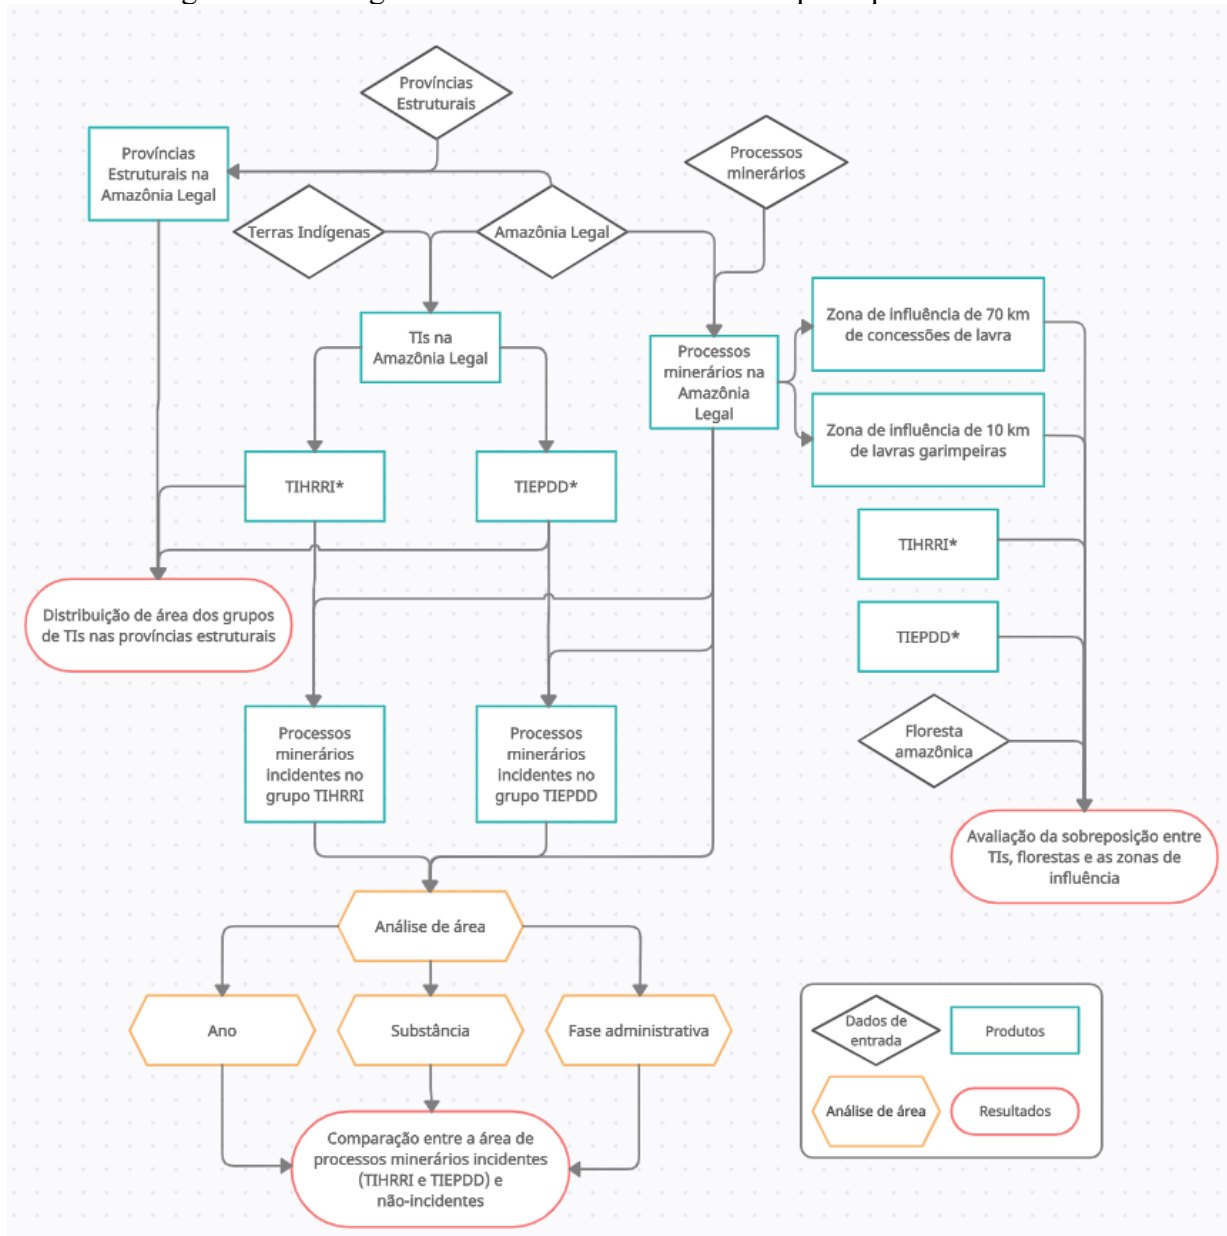 Províncias
Estruturais
Províncias
Estruturais na
Amazônia Legal
Processos
minerários
Terras Indígenas
Amazônia Legal
TIs na
Amazônia Legal
Processos
minerários na
Amazônia
Legal
Zona de influência de 70 km
de concessões de lavra
Zona de influência de 10 km
de lavras garimpeiras
TIHRRI*
TIEPDD*
TIHRRI*
TIEPDD*
Distribuição de área dos grupos
de TIs nas províncias estruturais
Floresta
amazônica
Processos
minerários
incidentes no
grupo TIHRRI
Processos
minerários
incidentes no
grupo TIEPDD
Avaliação da sobreposição entre
TIs, florestas e as zonas de
influência
Análise de área
Ano
Substância
Fase administrativa
Dados de
entrada
Produtos
Análise de área
Resultados
Comparação entre a área de
processos minerários incidentes
(TIHRRI e TIEPDD) e
não-incidentes